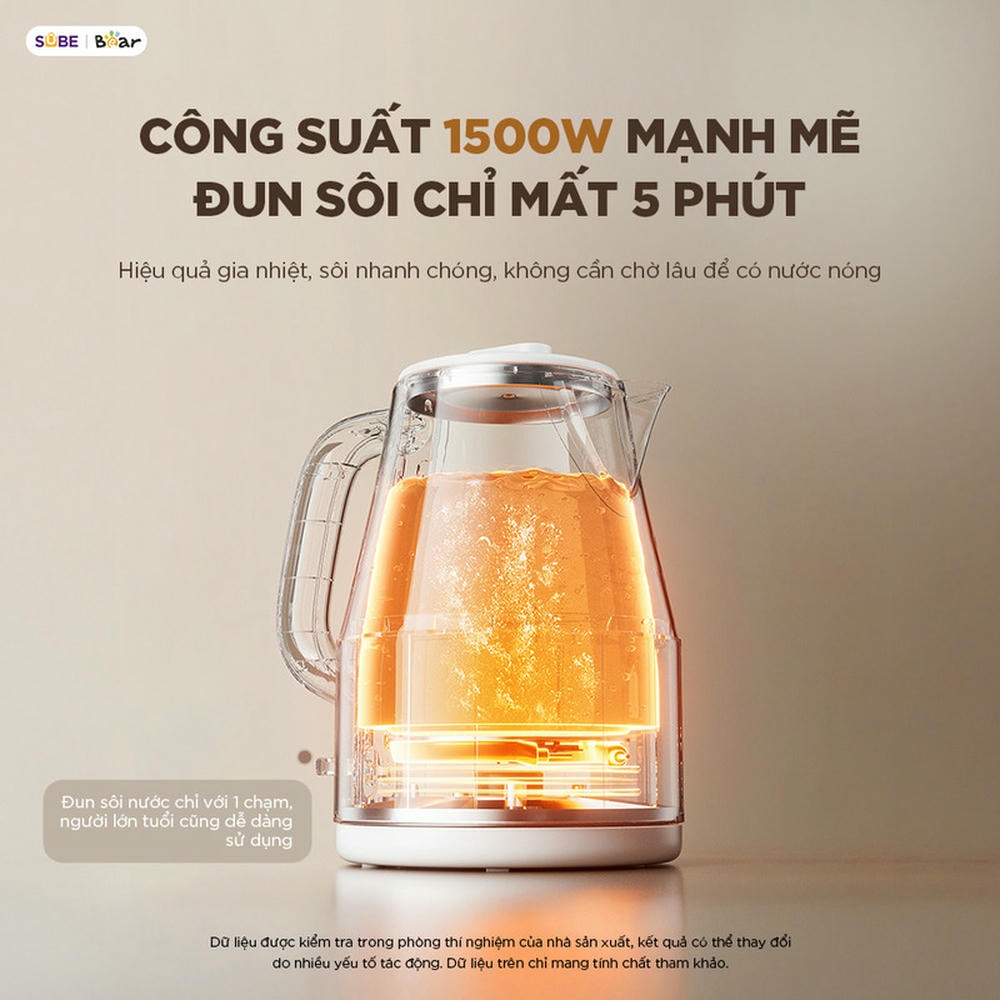 SUBE | Bear
CÔNG SUẤT 1500W MẠNH MẼ
ĐUN SÔI CHỈ MẤT 5 PHÚT
Hiệu quả gia nhiệt, sôi nhanh chóng, không cần chờ lâu để có nước nóng
Đun sôi nước chỉ với 1 chạm,
người lớn tuổi cũng dễ dàng
sử dụng
Dữ liệu được kiểm tra trong phòng thí nghiệm của nhà sản xuất, kết quả có thể thay đổi
do nhiều yếu tố tác động. Dữ liệu trên chỉ mang tính chất tham khảo.